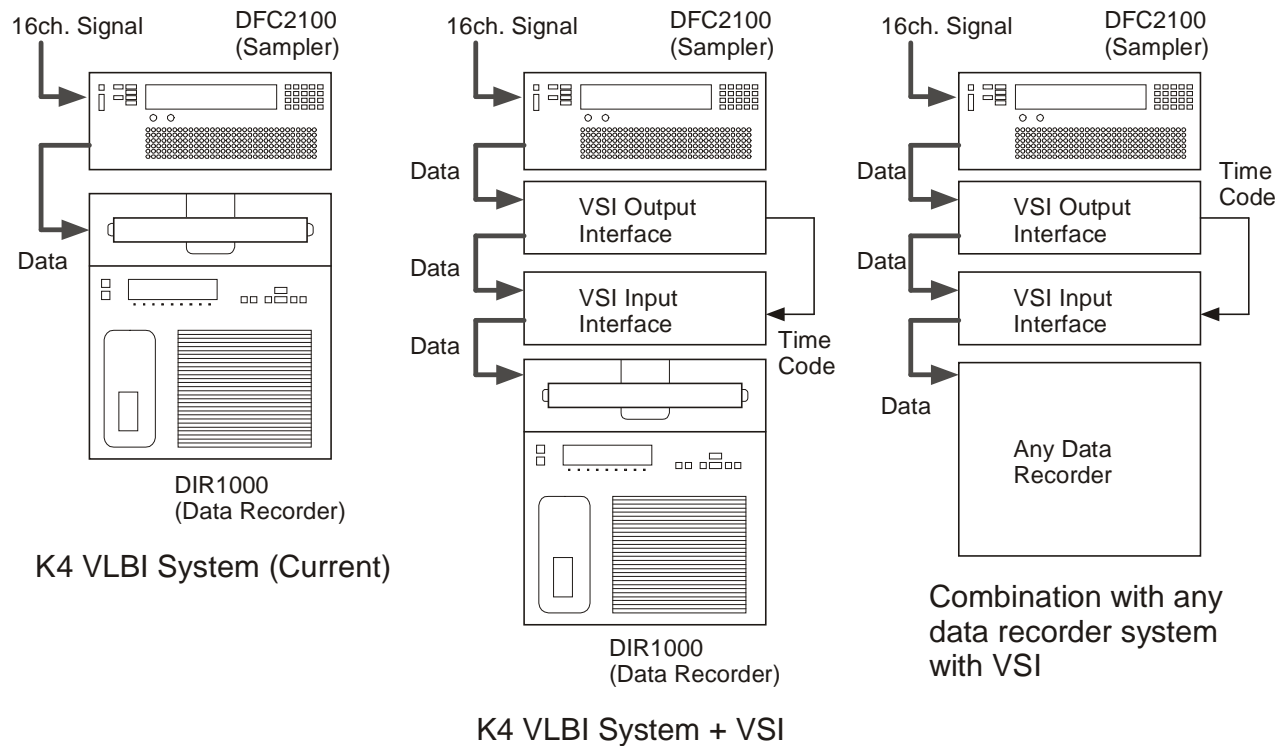 16ch. Signal
DFC2100
(Sampler)
Data
DIR1000
(Data Recorder)
K4 VLBI System (Current)
16ch. Signal
DFC2100
(Sampler)
Data
VSI Output
Interface
Data
VSI Input
Interface
Data
Time
Code
DIR1000
(Data Recorder)
K4 VLBI System + VSI
16ch. Signal
DFC2100
(Sampler)
Data
Time
Code
VSI Output
Interface
Data
VSI Input
Interface
Data
Any Data
Recorder
Combination with any
data recorder system
with VSI